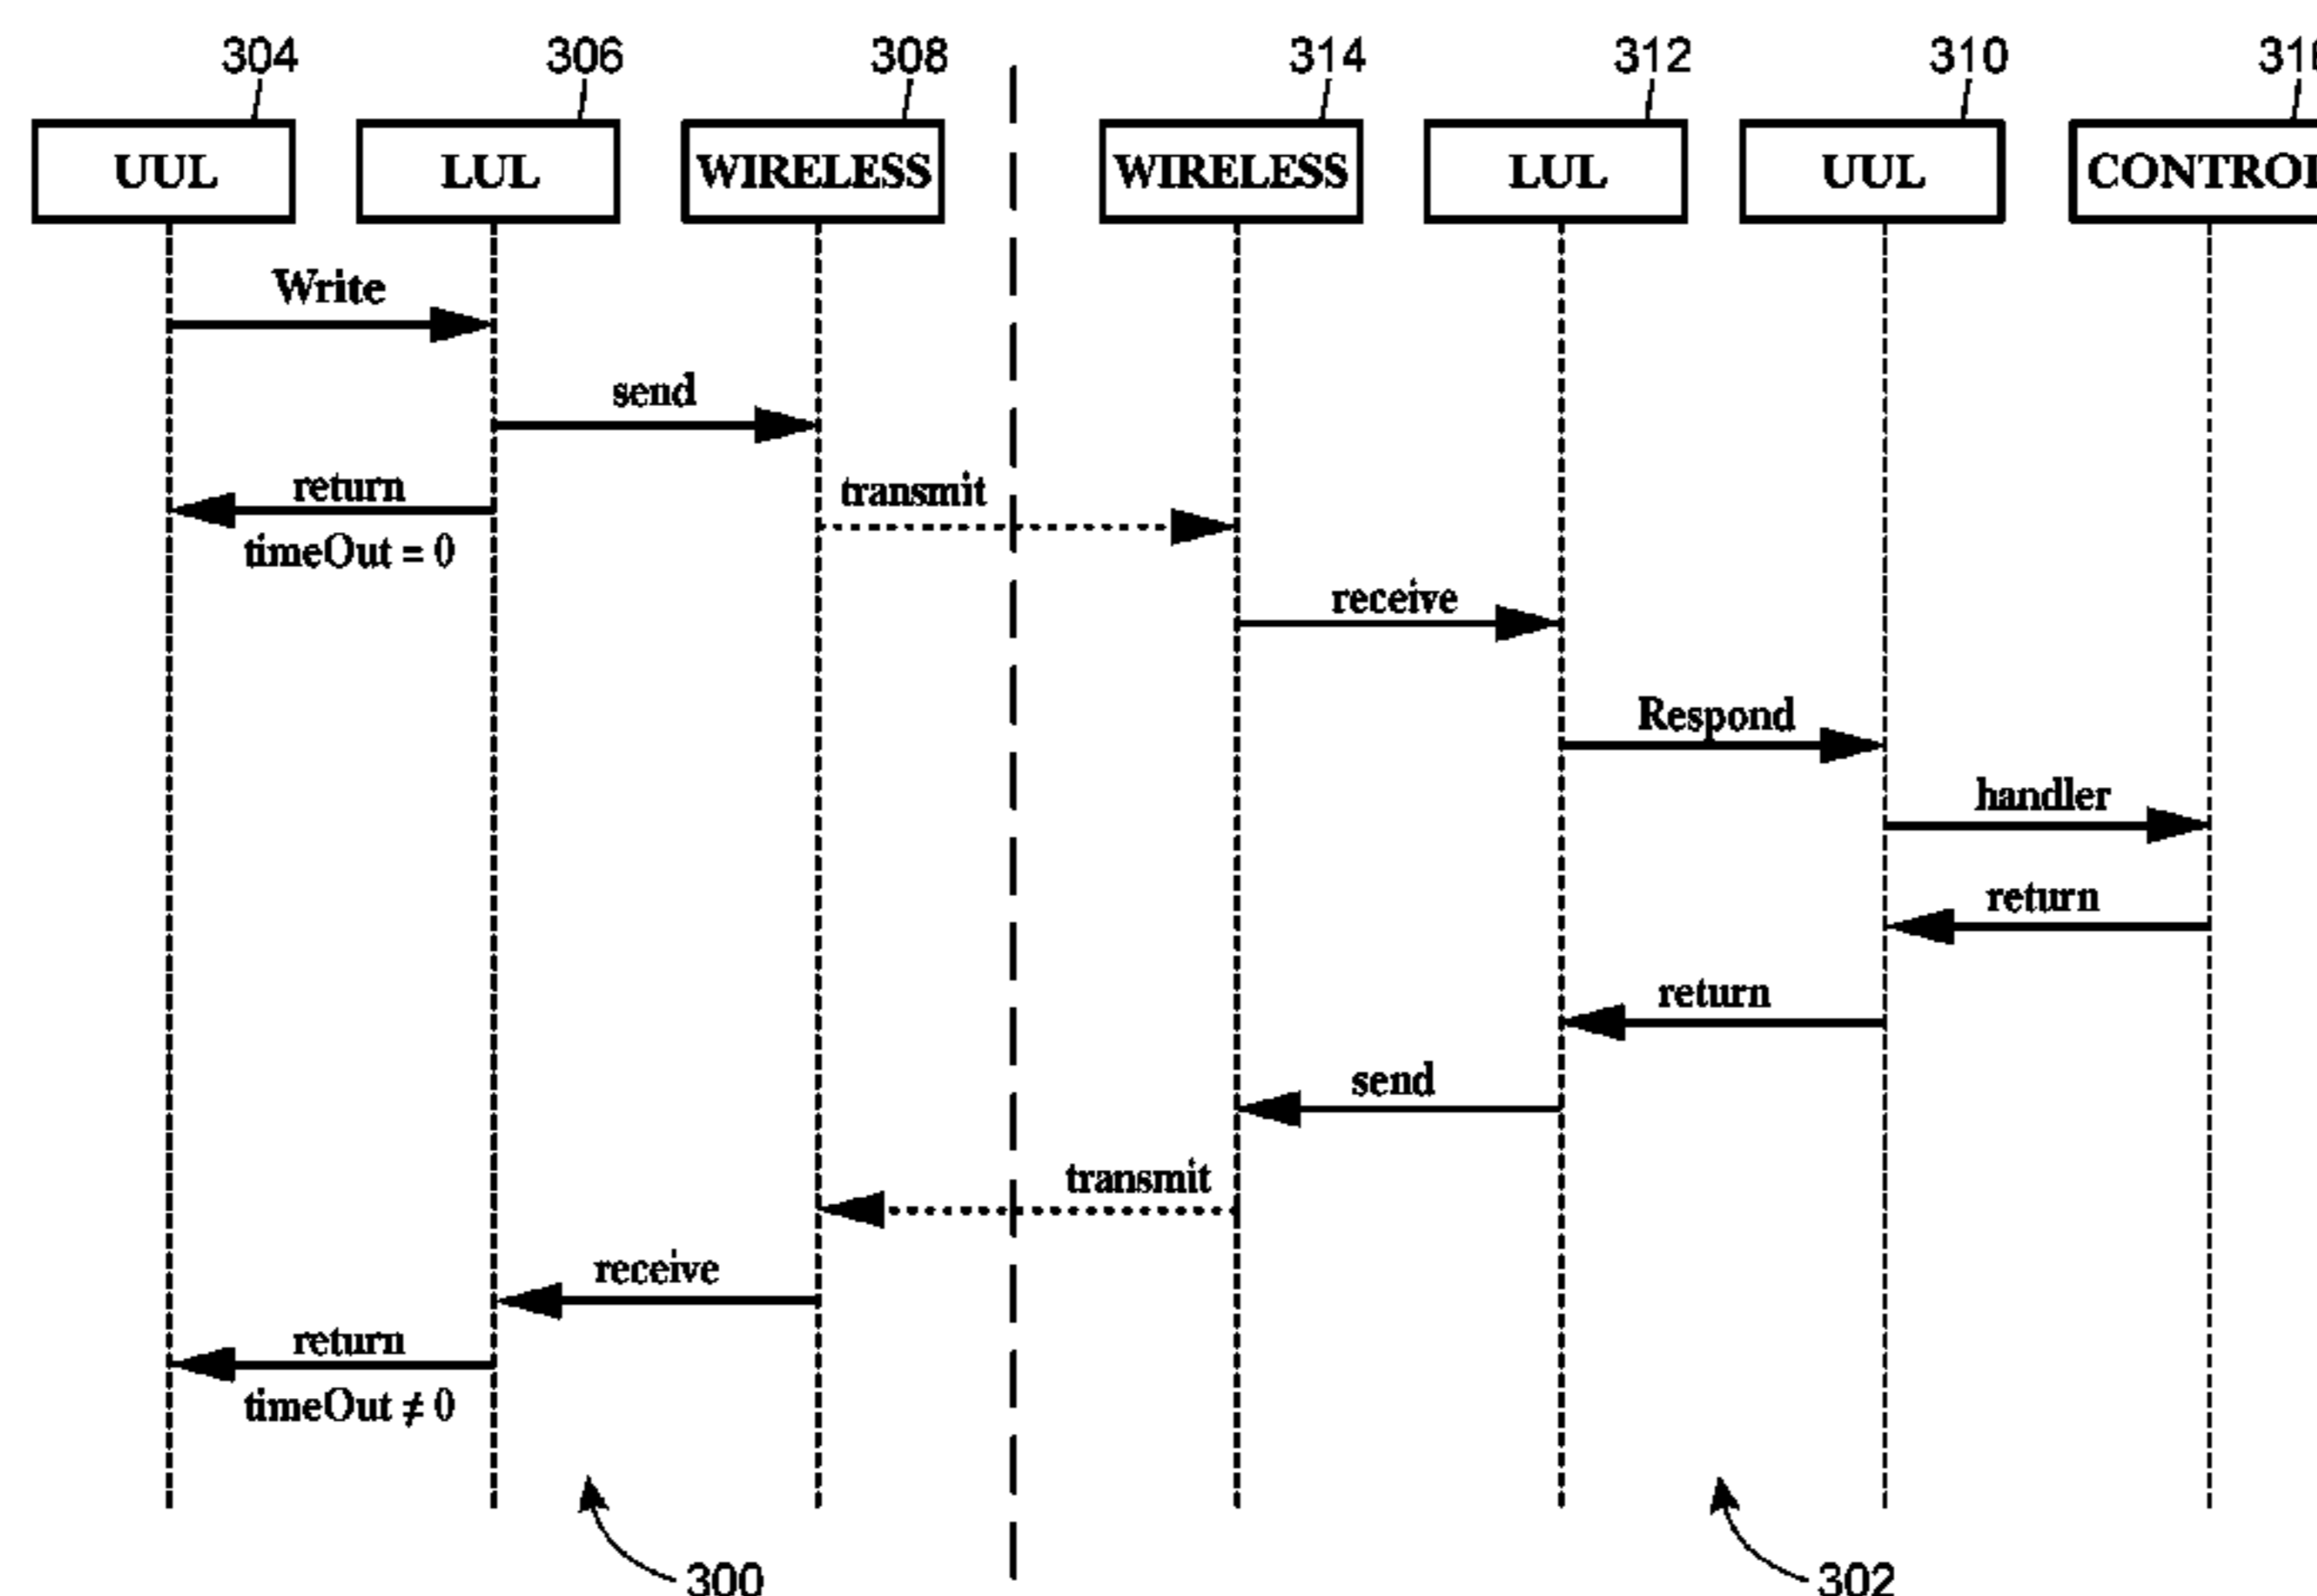 304 306 308 314 312 310
UUL LUL WIRELESS WIRELESS LUL UUL
Write
send
return
transmit
timeOut = 0
receive
Respond
handler
return
return
send
transmit
receive
return
timeOut ≠ 0
300 302